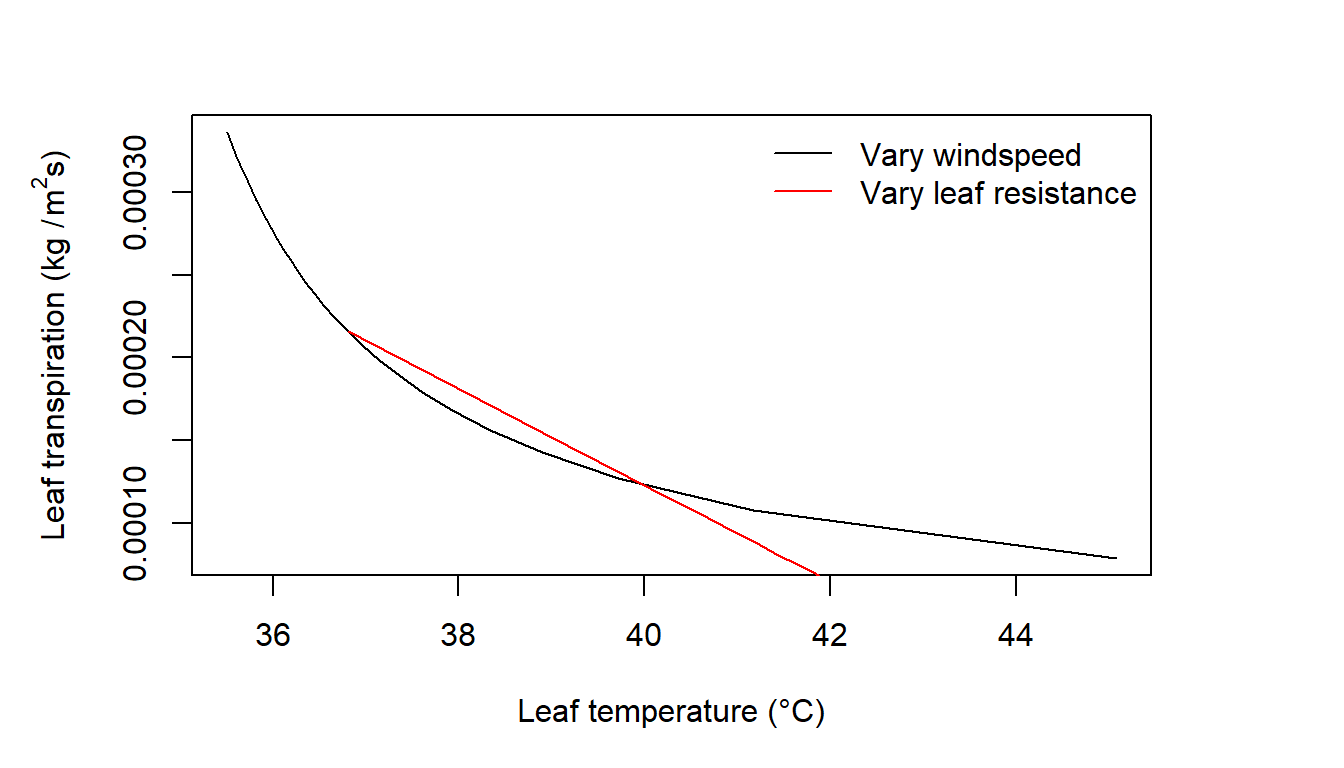 Vary windspeed
Vary leaf resistance
Leaf transpiration (kg /m²s)
0.00030
0.00020
0.00010
36 38 40 42 44
Leaf temperature (°C)